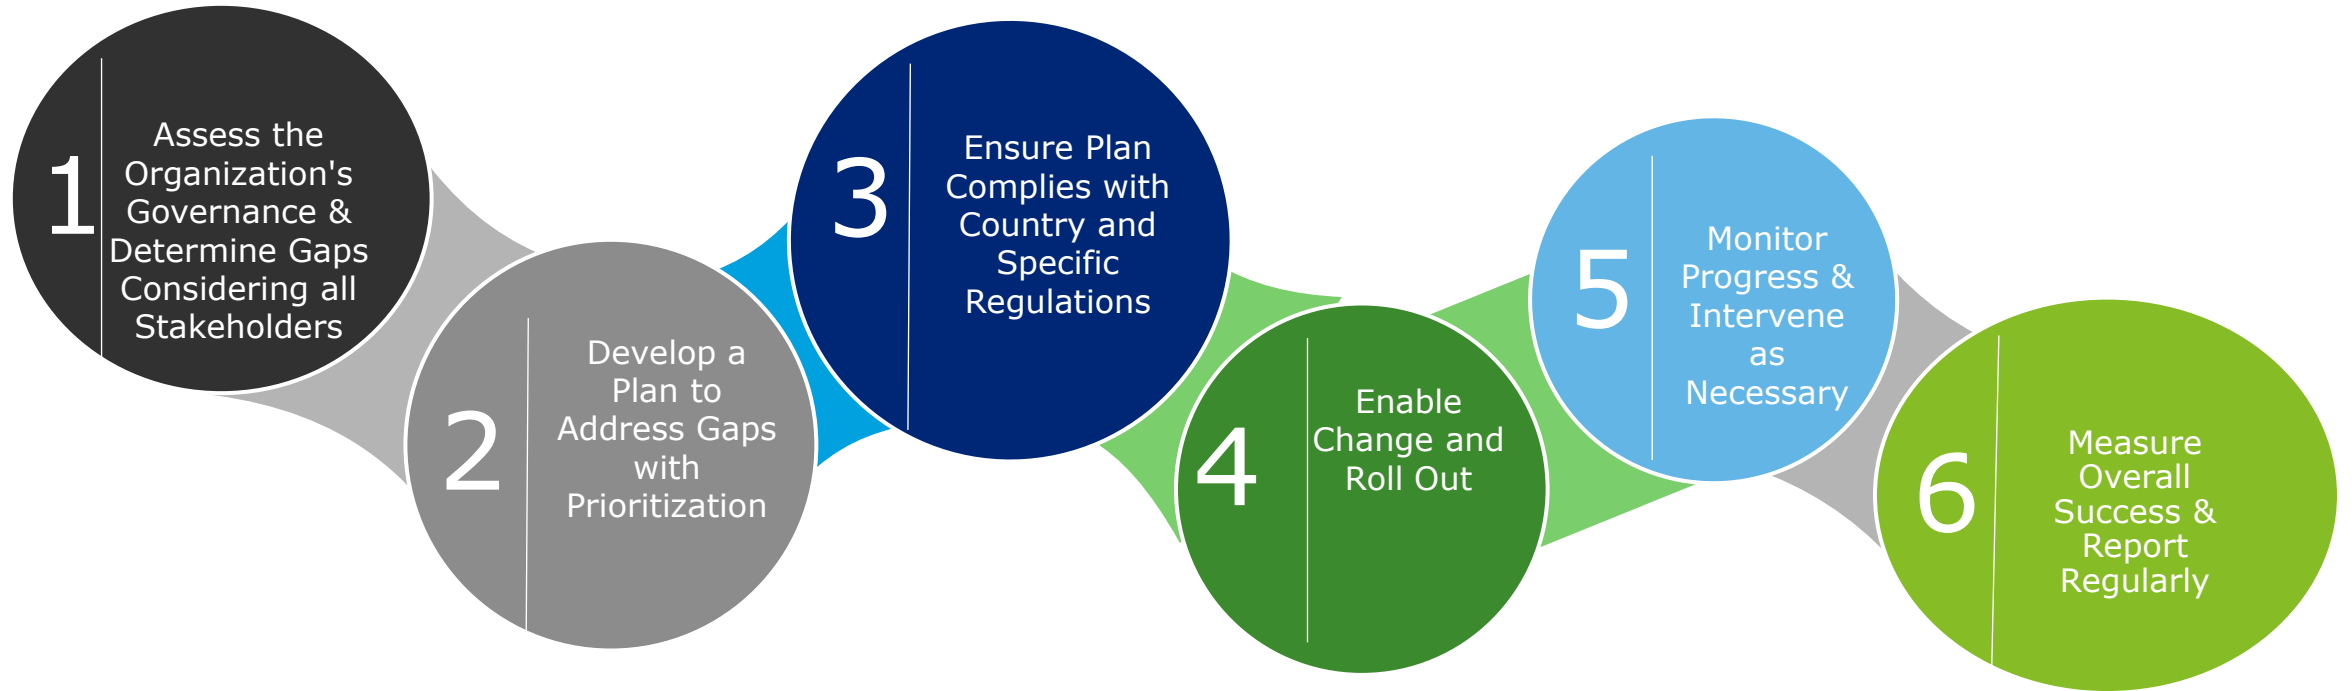 1
Assess the
Organization's
Governance &
Determine Gaps
Considering all
Stakeholders
2
Develop a
Plan to
Address Gaps
with
Prioritization
3
Ensure Plan
Complies with
Country and
Specific
Regulations
4
Enable
Change and
Roll Out
5
Monitor
Progress &
Intervene
as
Necessary
6
Measure
Overall
Success &
Report
Regularly